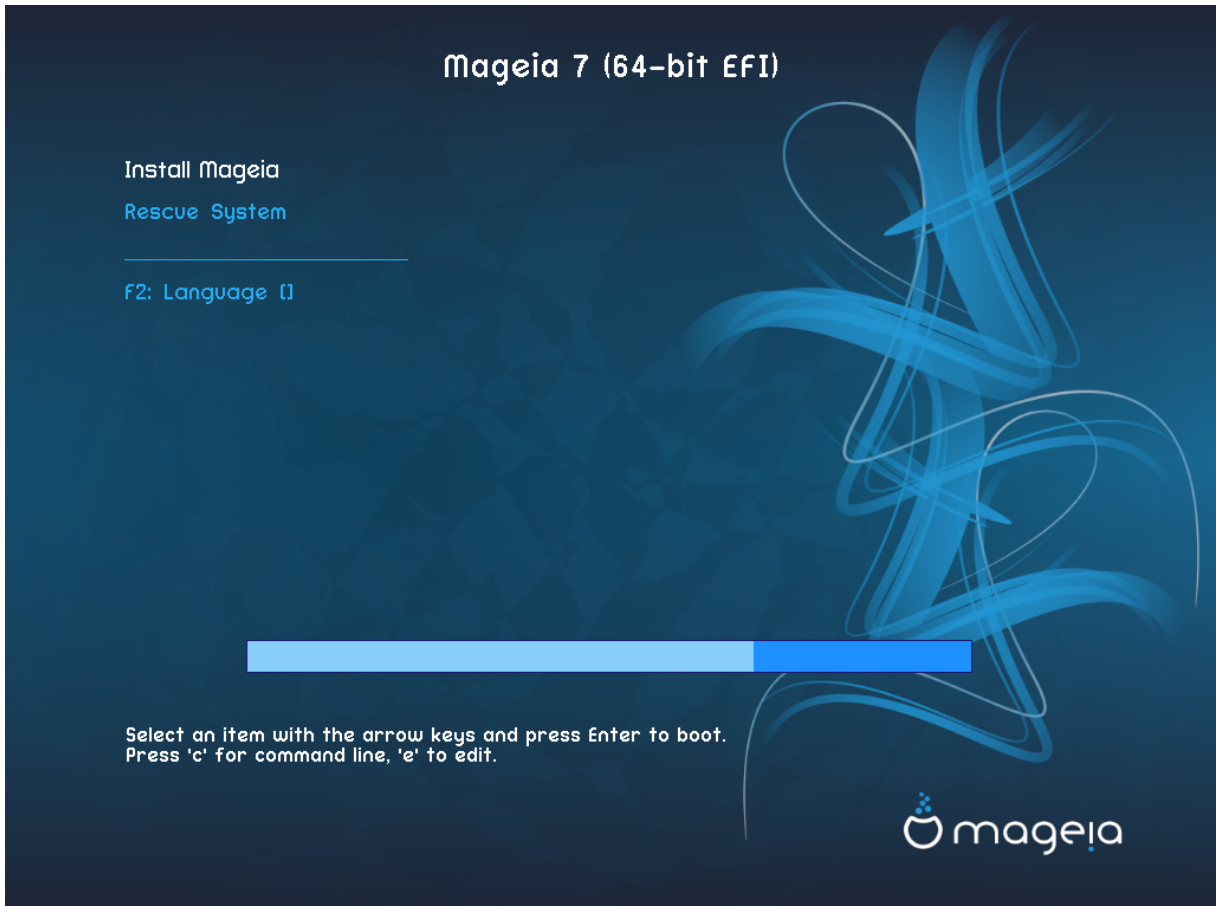 Mageia 7 (64-bit EFI)
Install Mageia
Rescue System
F2: Language []
Select an item with the arrow keys and press Enter to boot.
Press 'c' for command line, 'e' to edit.
mageia